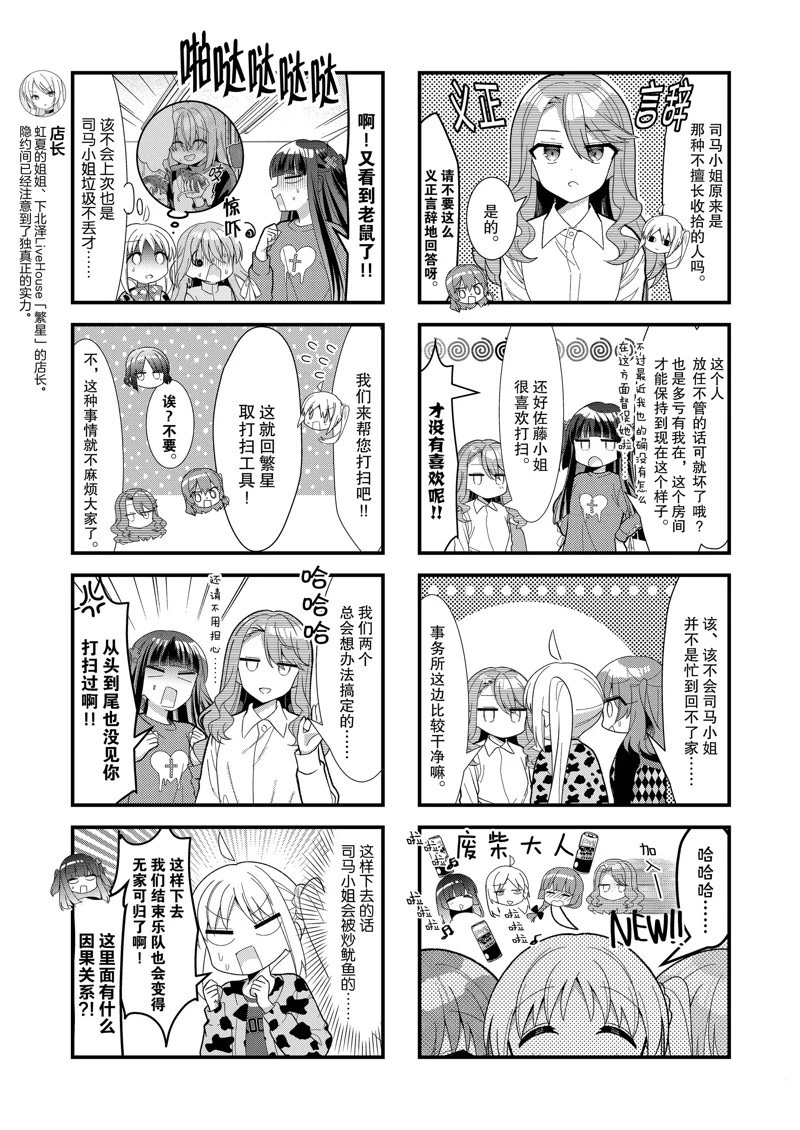 义正
言辞
司马小姐原来是
那种不擅长收拾的人吗。
是的。
请不要这么
义正言辞地
回答呀。
这个人
放任不管的话可就坏了哦？
也是多亏有我在，这个房间
才能保持到现在这个样子。
不过最近我也的确没有怎么
在这方面督促她啦
还好佐藤小姐
很喜欢打扫。
才没有喜欢呢！！
该、该不会司马小姐
并不是忙到回不了家……
事务所这边比较干净嘛。
哈哈哈……
废柴大人
NEW!!
啪哒哒哒哒
啊！又看到老鼠了！！
惊吓
该不会上次也是
司马小姐垃圾不丢才……
我们来帮您打扫吧！！
这就回繁星
取打扫工具！
诶？不要。
不，这种事情就不麻烦大家了。
我们两个
总会想办法搞定的……
哈哈哈
还请不用担心……
从头到尾也没见你
打扫过啊！！
这样下去的话
司马小姐会被炒鱿鱼的……
这样下去
我们结束乐队也会变得
无家可归了啊！
这里面有什么
因果关系？！
店长
虹夏的姐姐、下北泽LiveHouse「繁星」的店长。
隐约间已经注意到了独真正的实力。